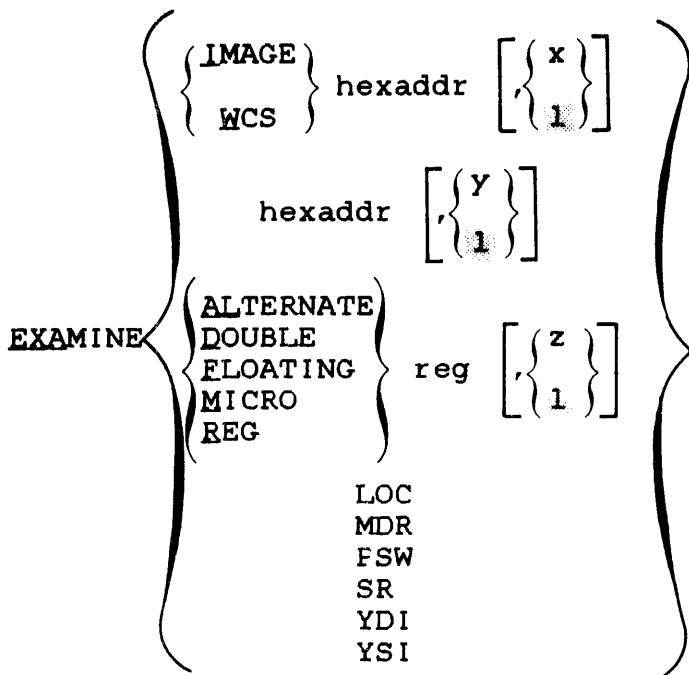 IMAGE
WCS
hexaddr [,{x
1}]
hexaddr [,{y
1}]
EXAMINE
ALTERNATE
DOUBLE
FLOATING
MICRO
REG
reg [,{z
1}]
LOC
MDR
FSW
SR
YDI
YSI